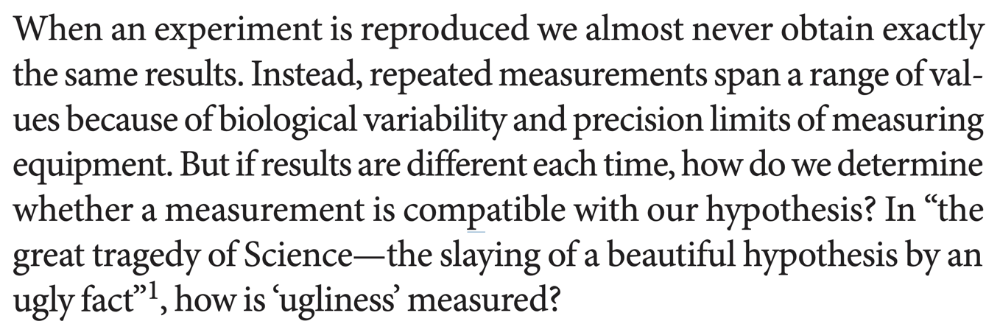 When an experiment is reproduced we almost never obtain exactly
the same results. Instead, repeated measurements span a range of val-
ues because of biological variability and precision limits of measuring
equipment. But if results are different each time, how do we determine
whether a measurement is compatible with our hypothesis? In “the
great tragedy of Science—the slaying of a beautiful hypothesis by an
ugly fact”¹, how is ‘ugliness’ measured?